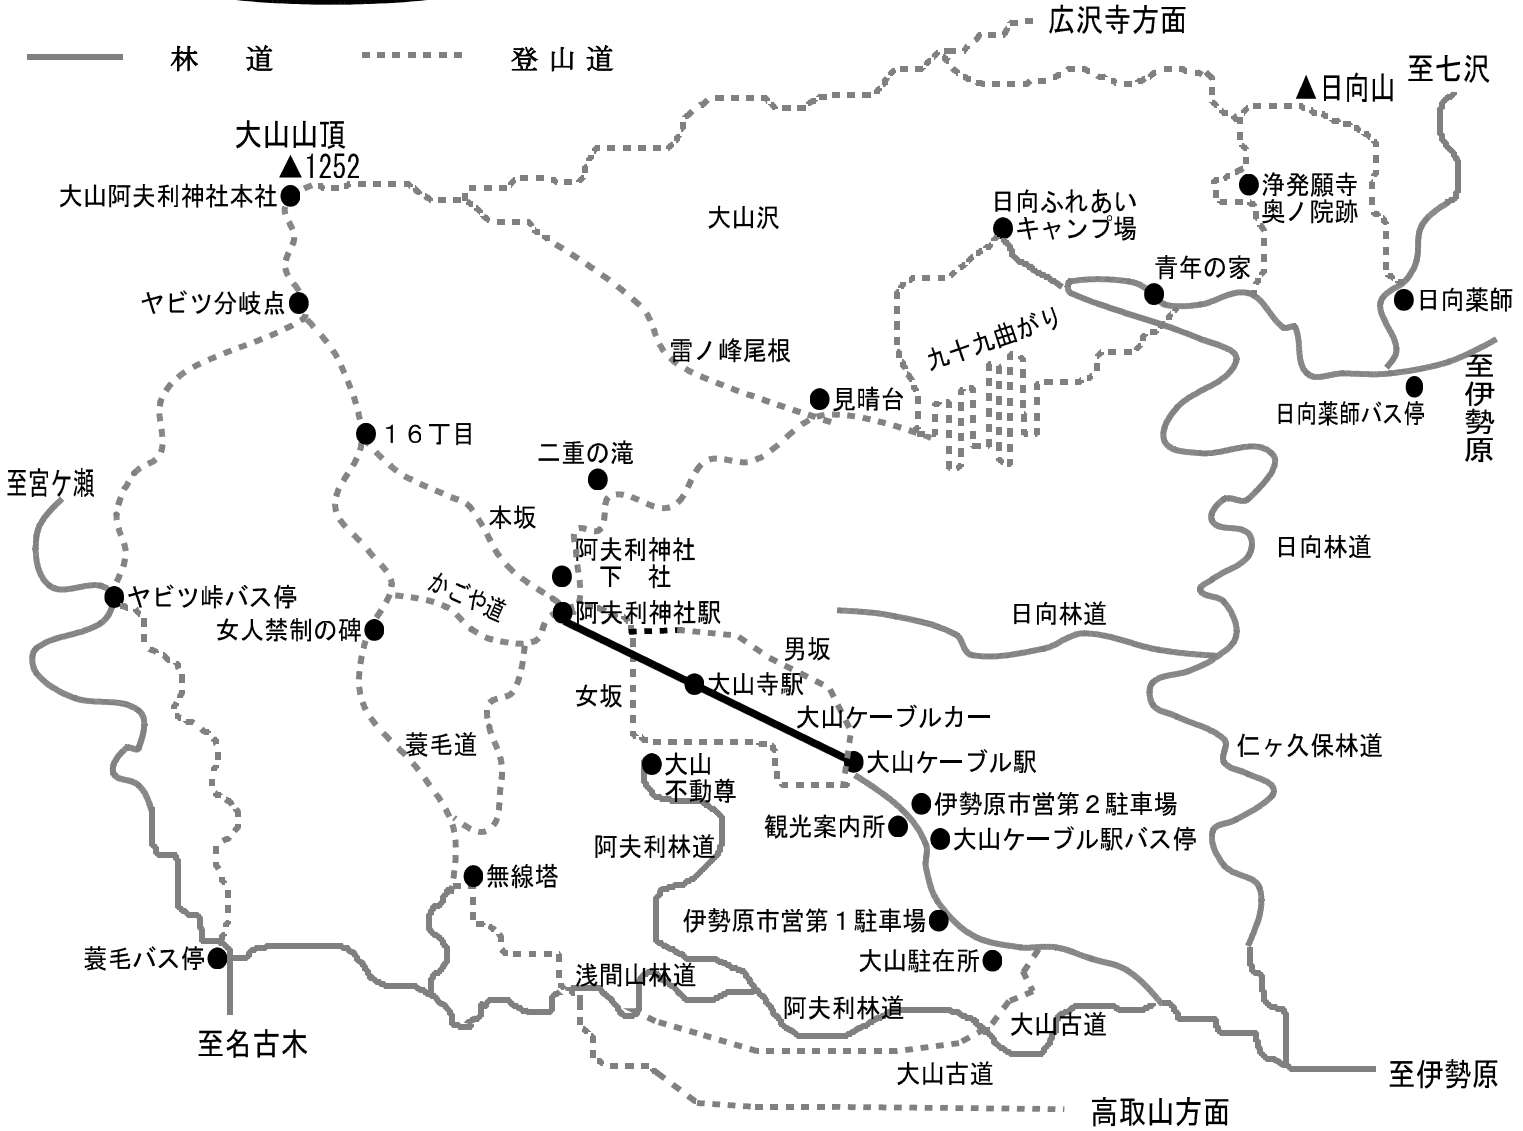 広沢寺方面
林　道
登山道
至七沢
▲日向山
大山山頂
▲1252
大山阿夫利神社本社
浄発願寺
奥ノ院跡
日向ふれあい
キャンプ場
大山沢
青年の家
ヤビツ分岐点
日向薬師
九十九曲がり
雷ノ峰尾根
至伊勢原
見晴台
日向薬師バス停
１６丁目
二重の滝
至宮ケ瀬
本坂
阿夫利神社
下　社
日向林道
かごや道
ヤビツ峠バス停
阿夫利神社駅
日向林道
女人禁制の碑
男坂
大山寺駅
女坂
大山ケーブルカー
蓑毛道
仁ヶ久保林道
大山
不動尊
大山ケーブル駅
伊勢原市営第２駐車場
観光案内所
大山ケーブル駅バス停
阿夫利林道
無線塔
伊勢原市営第１駐車場
蓑毛バス停
大山駐在所
浅間山林道
阿夫利林道
大山古道
至名古木
大山古道
至伊勢原
高取山方面